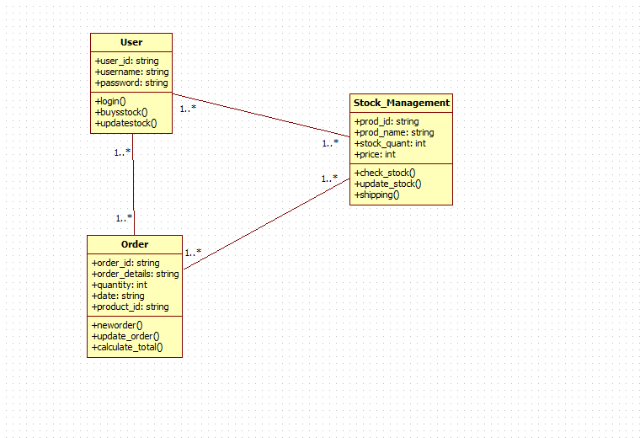 User
+user_id: string
+username: string
+password: string
+login()
+buysstock()
+updatestock()
1..*
1..*
Stock_Management
+prod_id: string
+prod_name: string
+stock_quant: int
+price: int
+check_stock()
+update_stock()
+shipping()
1..*
1..*
1..*
1..*
Order
+order_id: string
+order_details: string
+quantity: int
+date: string
+product_id: string
+neworder()
+update_order()
+calculate_total()